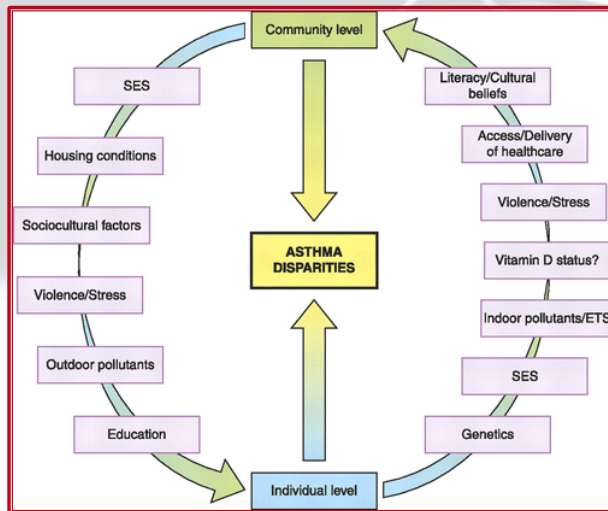 Community level
SES
Housing conditions
Sociocultural factors
Violence/Stress
Outdoor pollutants
Education
ASTHMA
DISPARITIES
Literacy/Cultural
beliefs
Access/Delivery
of healthcare
Violence/Stress
Vitamin D status?
Indoor pollutants/ETS
SES
Genetics
Individual level